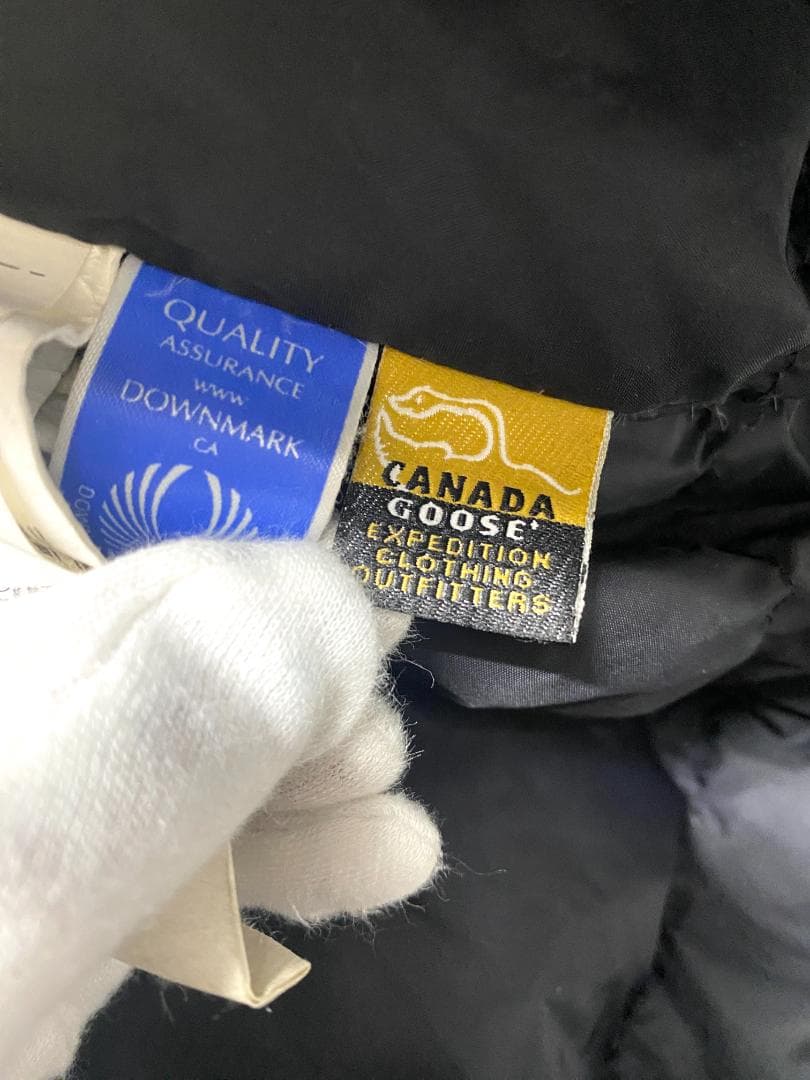 QUALITY
ASSURANCE
www
DOWNMARK
CA
CANADA
GOOSE
EXPEDITION
CLOTHING
OUTFITTERS